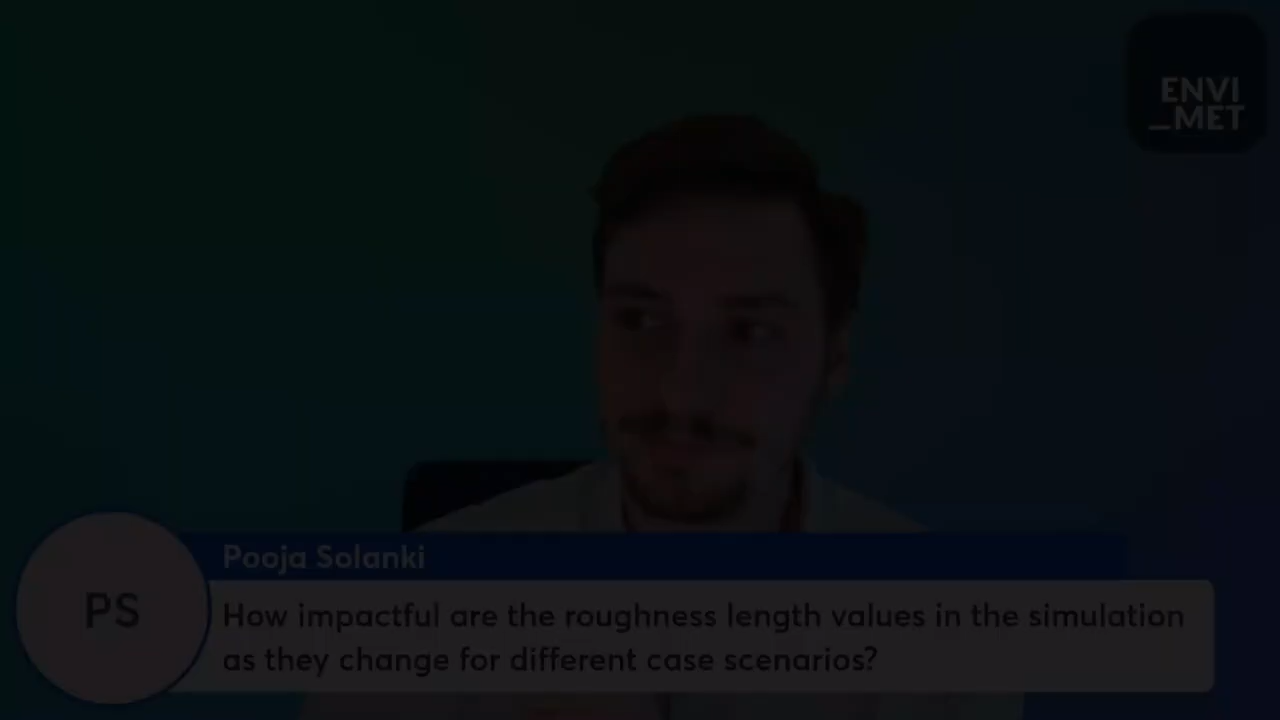 ENVI
_MET
Pooja Solanki
PS
How impactful are the roughness length values in the simulation
as they change for different case scenarios?